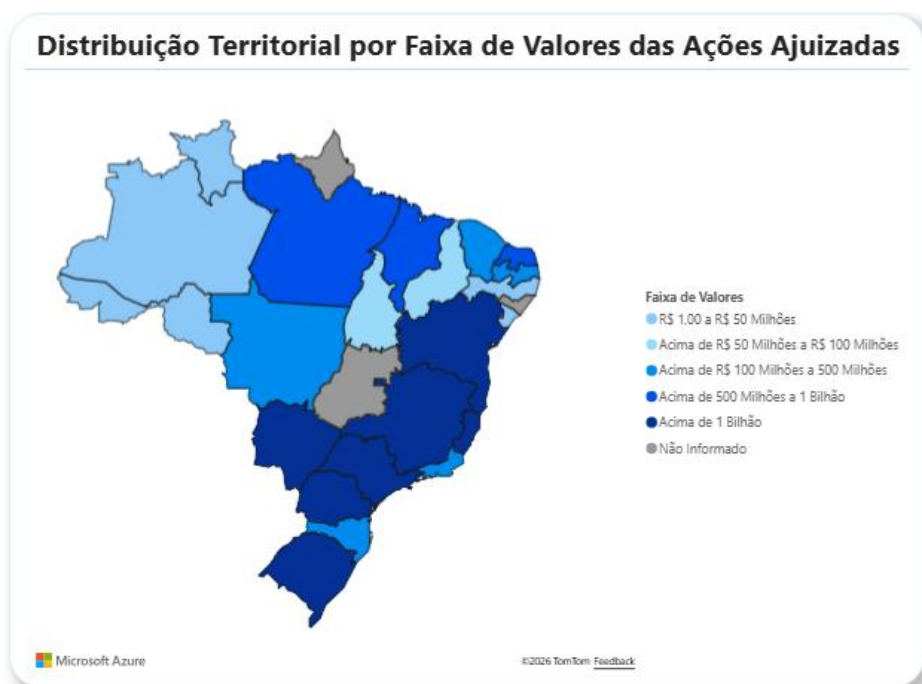 Distribuição Territorial por Faixa de Valores das Ações Ajuizadas
Faixa de Valores
R$ 1,00 a R$ 50 Milhões
Acima de R$ 50 Milhões a R$ 100 Milhões
Acima de R$ 100 Milhões a 500 Milhões
Acima de 500 Milhões a 1 Bilhão
Acima de 1 Bilhão
Não Informado
Microsoft Azure
©2026 TomTom Feedback